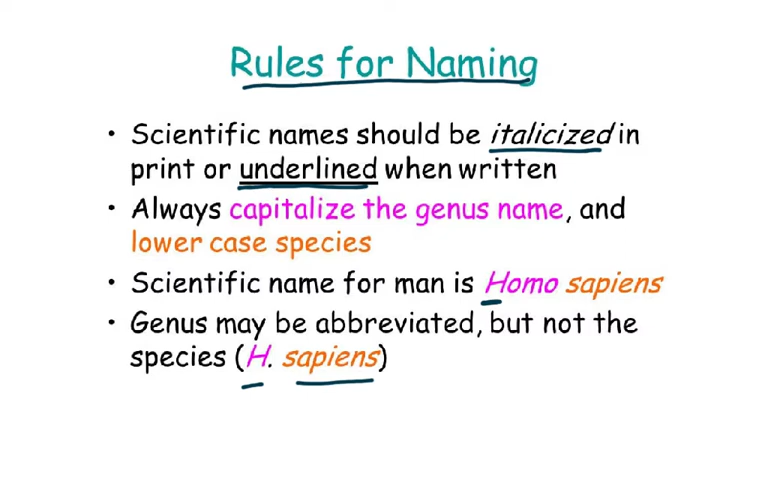 Rules for Naming
• Scientific names should be italicized in
print or underlined when written
• Always capitalize the genus name, and
lower case species
• Scientific name for man is Homo sapiens
• Genus may be abbreviated, but not the
species (H. sapiens)